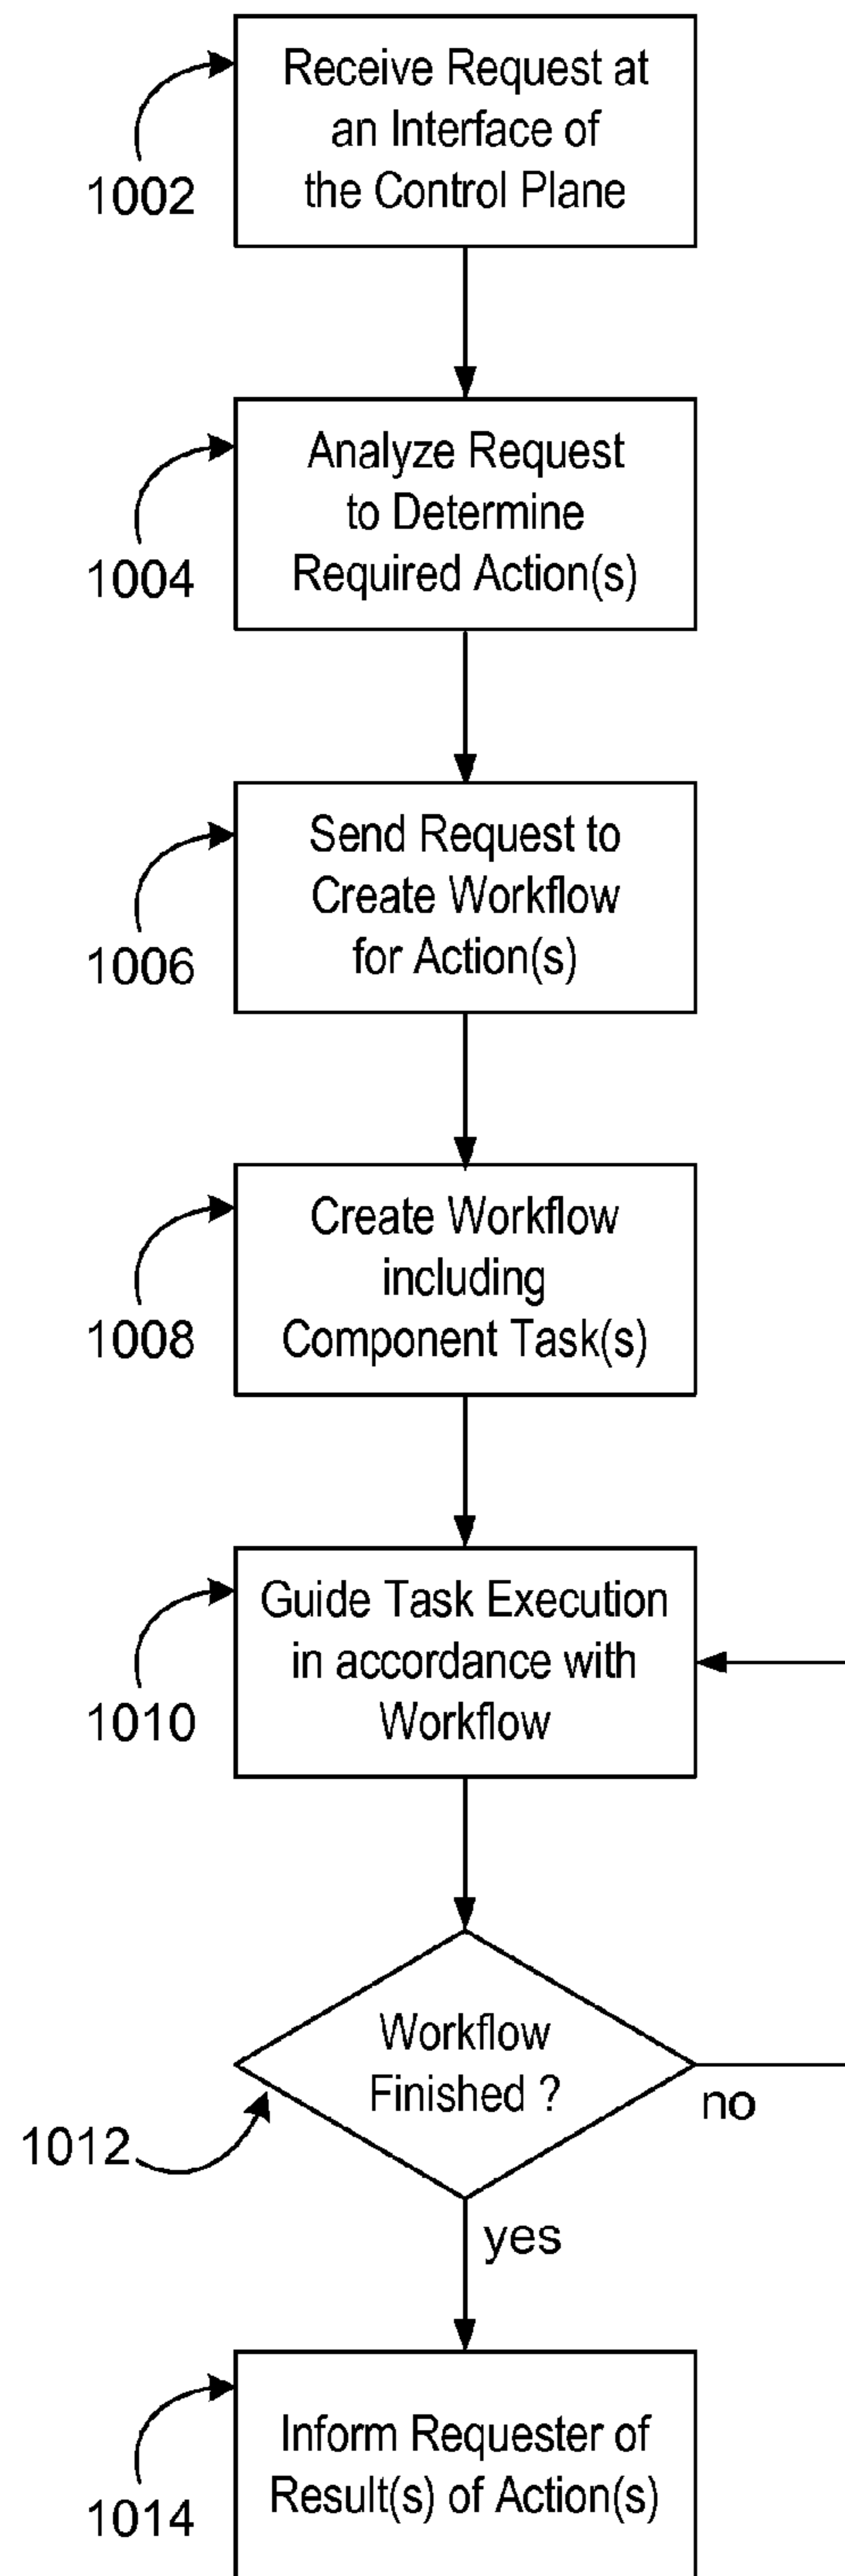 Receive Request at
an Interface of
the Control Plane
1002
Analyze Request
to Determine
Required Action(s)
1004
Send Request to
Create Workflow
for Action(s)
1006
Create Workflow
including
Component Task(s)
1008
Guide Task Execution
in accordance with
Workflow
1010
Workflow
Finished ?
no
1012
yes
Inform Requester of
Result(s) of Action(s)
1014